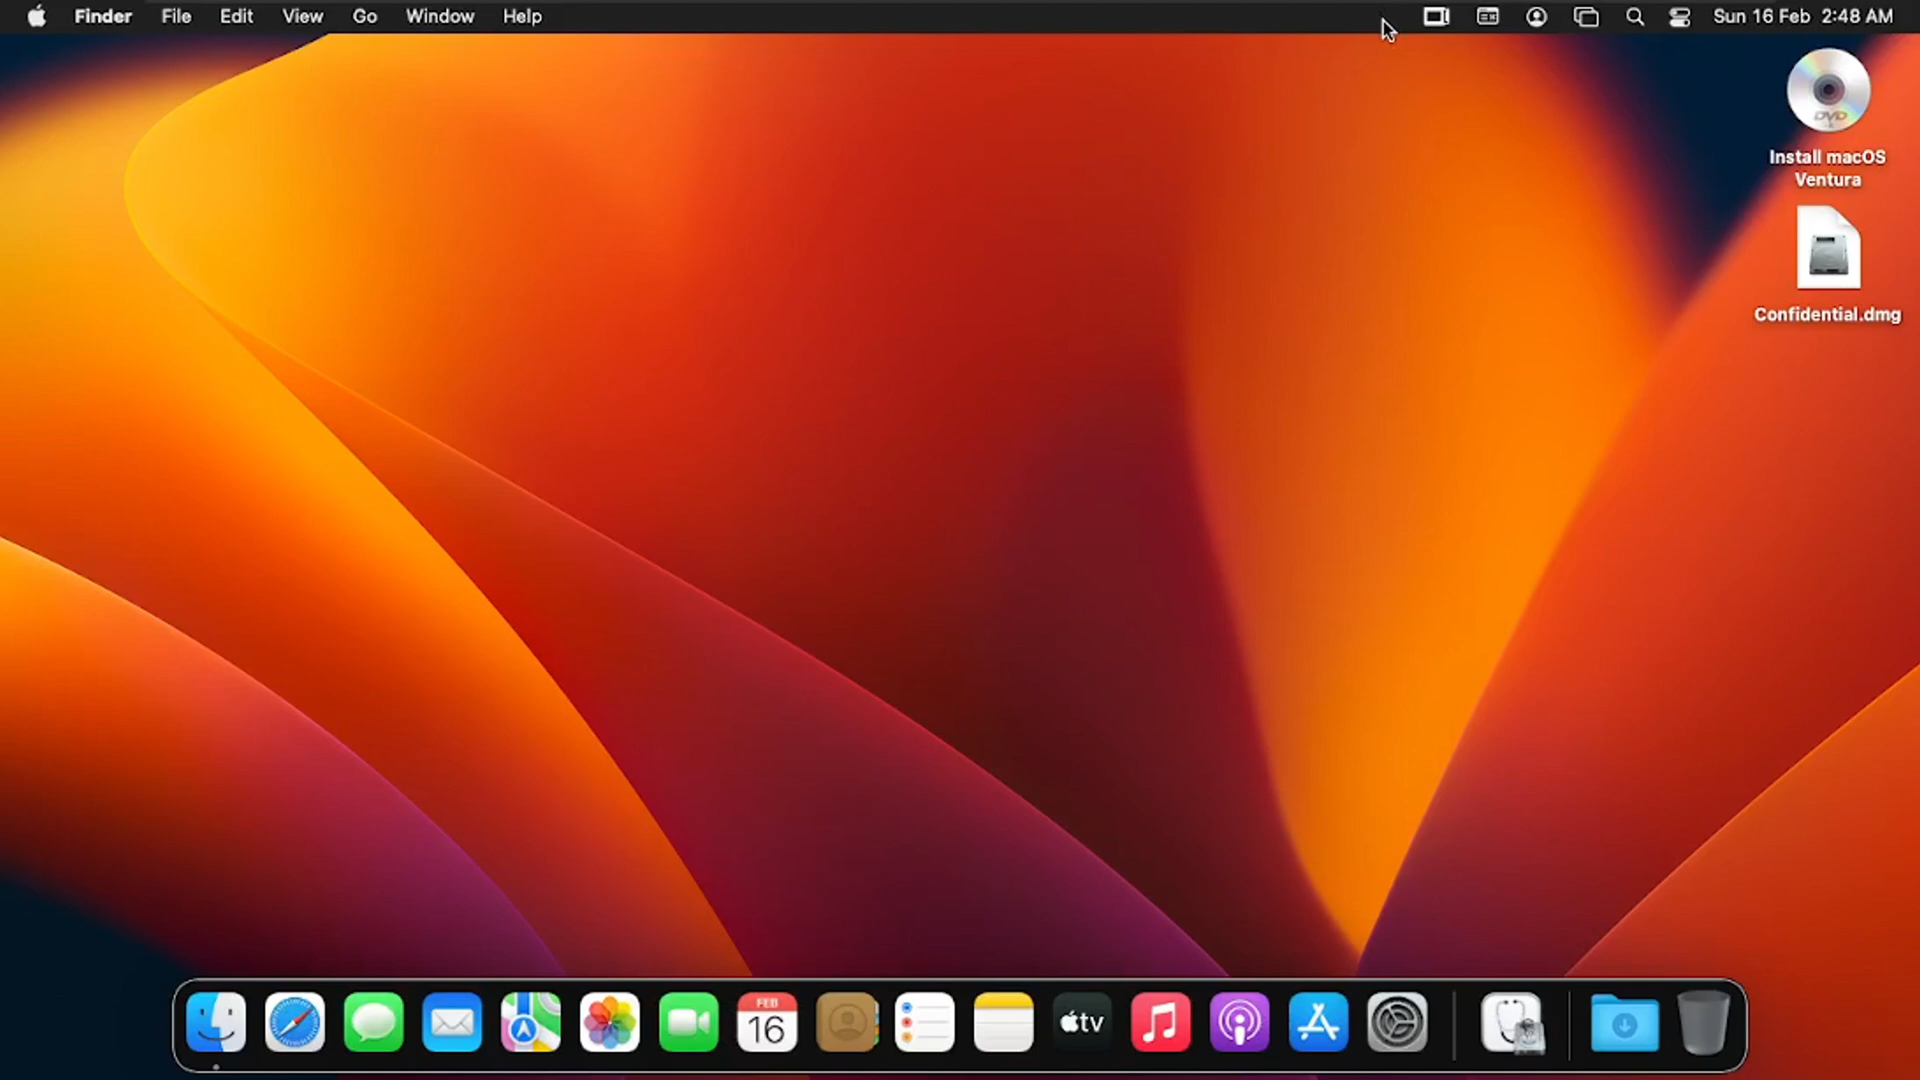 Finder File Edit View Go Window Help Sun 16 Feb 2:48 AM
DVD
Install macOS
Ventura
Confidential.dmg
FEB
16
tv